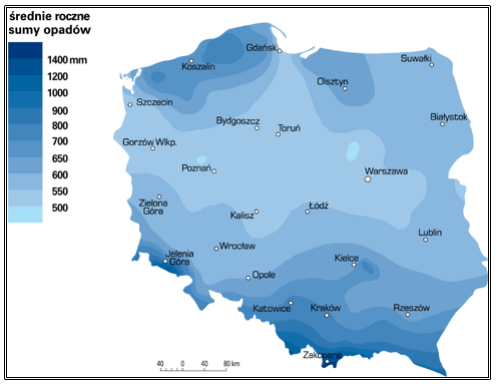 średnie roczne
sumy opadów
1400 mm
1200
1000
900
800
700
650
600
550
500
Gdańsk
Koszalin
Suwałki
Olsztyn
Szczecin
Białystok
Bydgoszcz
Toruń
Gorzów Wlkp.
Poznań
Warszawa
Zielona
Góra
Kalisz
Łódź
Lublin
Wrocław
Jelenia
Góra
Kielce
Opole
Katowice
Kraków
Rzeszów
Zakopane
40 0 40 80 km